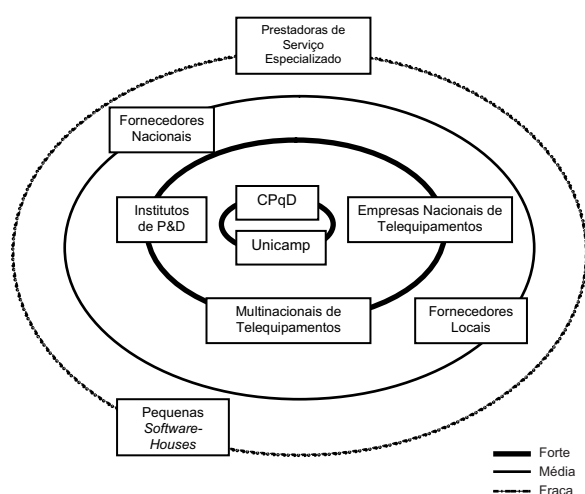 Prestadoras de
Serviço
Especializado
Fornecedores
Nacionais
CPqD
Institutos
de P&D
Empresas Nacionais de
Telequipamentos
Unicamp
Multinacionais de
Telequipamentos
Fornecedores
Locais
Pequenas
Software-
Houses
Forte
Média
Fraca